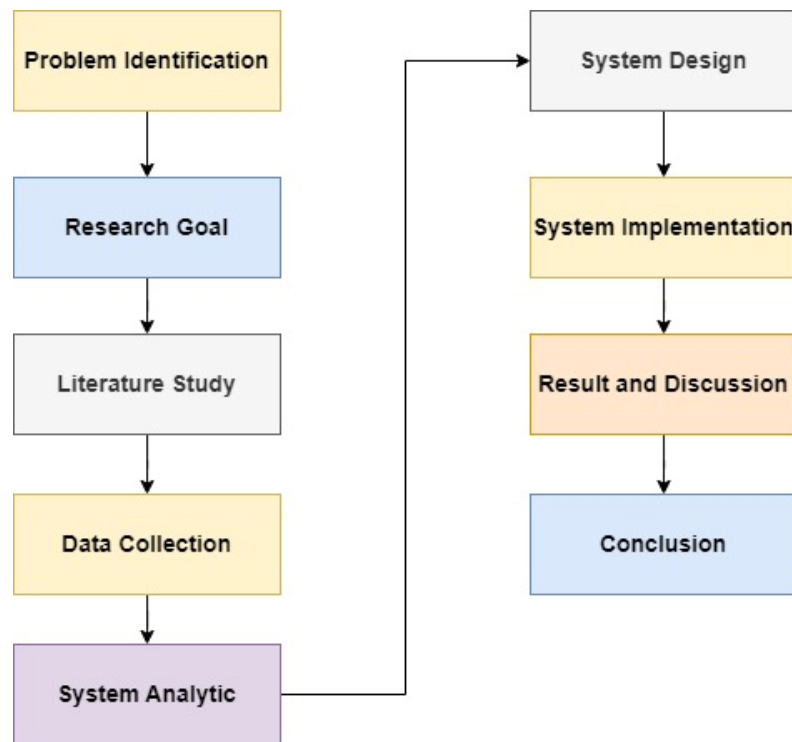 Problem Identification
Research Goal
Literature Study
Data Collection
System Analytic
System Design
System Implementation
Result and Discussion
Conclusion